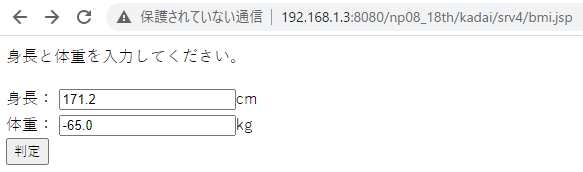 保護されていない通信 | 192.168.1.3:8080/np08_18th/kadai/srv4/bmi.jsp
身長と体重を入力してください。
身長： 171.2cm
体重： -65.0kg
判定